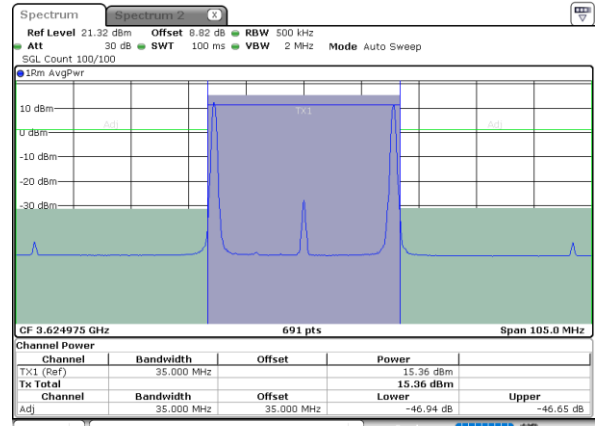 Spectrum Spectrum 2 X
Ref Level 21.32 dBm Offset 8.82 dB RBW 500 kHz
Att 30 dB SWT 100 ms VBW 2 MHz Mode Auto Sweep
SGL Count 100/100
1Rm AvgPwr
10 dBm TX1
Adj Adj
0 dBm
-10 dBm
-20 dBm
-30 dBm
CF 3.624975 GHz 691 pts Span 105.0 MHz
Channel Power
Channel Bandwidth Offset Power
TX1 (Ref) 35.000 MHz 15.36 dBm
Tx Total 15.36 dBm
Channel Bandwidth Offset Lower Upper
Adj 35.000 MHz 35.000 MHz -46.94 dB -46.65 dB